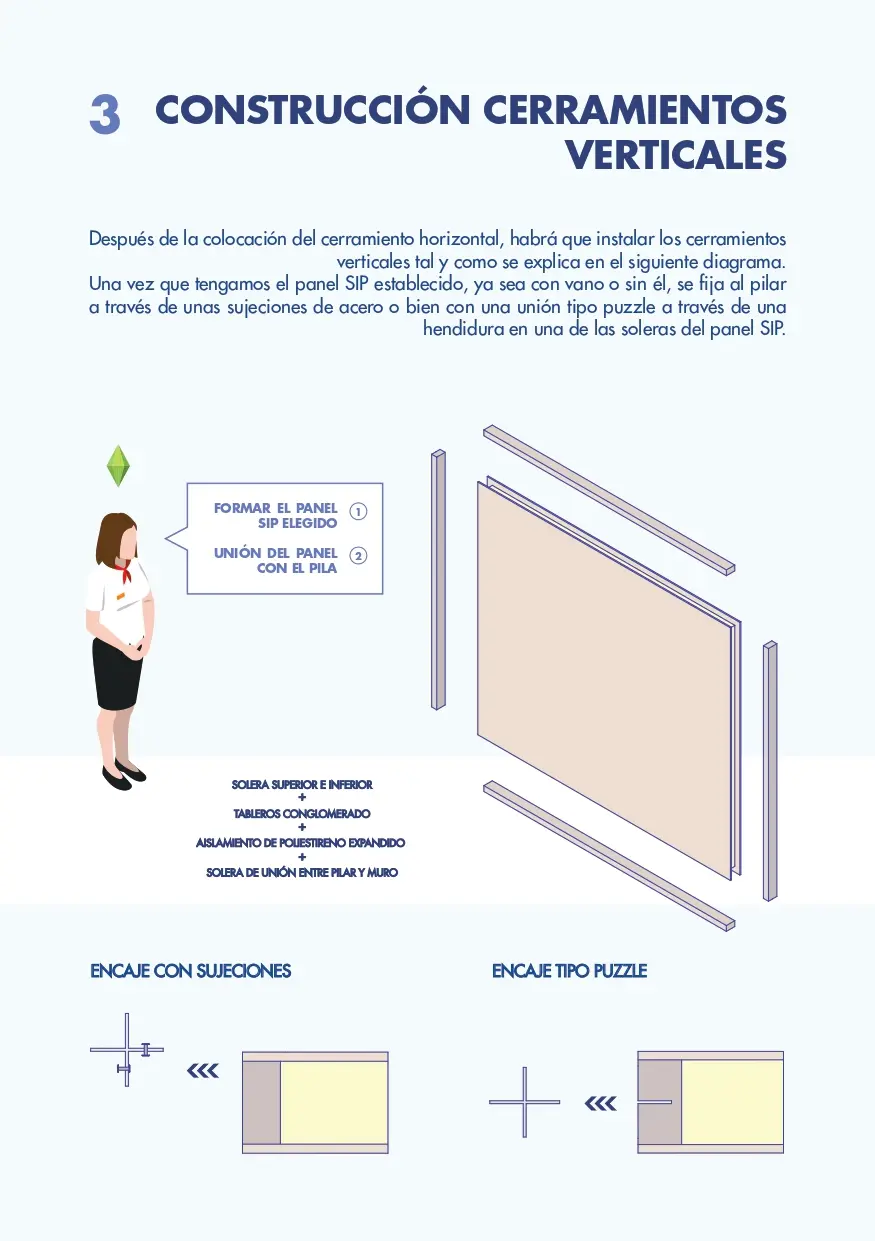 3 CONSTRUCCIÓN CERRAMIENTOS
VERTICALES
Después de la colocación del cerramiento horizontal, habrá que instalar los cerramientos
verticales tal y como se explica en el siguiente diagrama.
Una vez que tengamos el panel SIP establecido, ya sea con vano o sin él, se fija al pilar
a través de unas sujeciones de acero o bien con una unión tipo puzzle a través de una
hendidura en una de las soleras del panel SIP.
FORMAR EL PANEL 1
SIP ELEGIDO
UNIÓN DEL PANEL 2
CON EL PILA
SOLERA SUPERIOR E INFERIOR
+
TABLEROS CONGLOMERADO
+
AISLAMIENTO DE POLIESTIRENO EXPANDIDO
+
SOLERA DE UNIÓN ENTRE PILAR Y MURO
ENCAJE CON SUJECIONES
ENCAJE TIPO PUZZLE